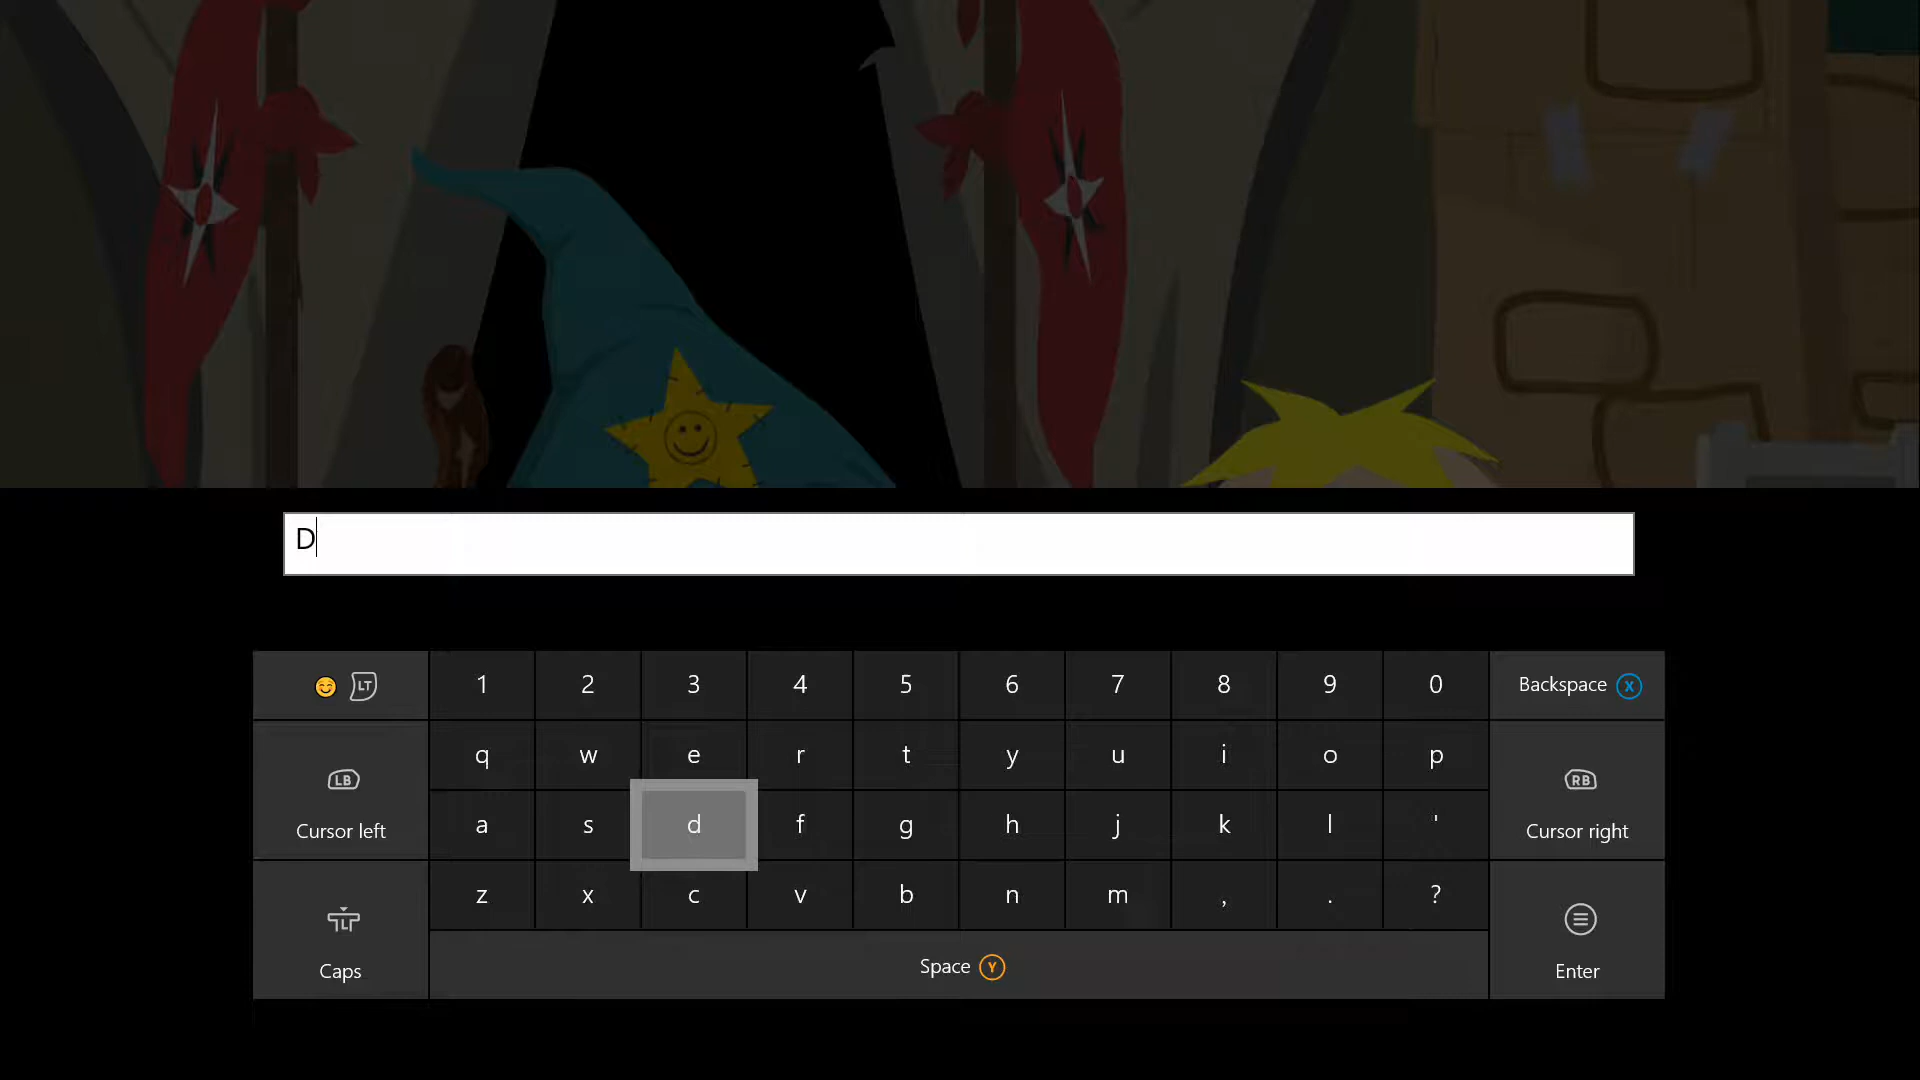 D
LT 1 2 3 4 5 6 7 8 9 0 Backspace X
q w e r t y u i o p
LB Cursor left
RB Cursor right
a s d f g h j k l '
z x c v b n m , . ?
Caps
Space Y
Enter